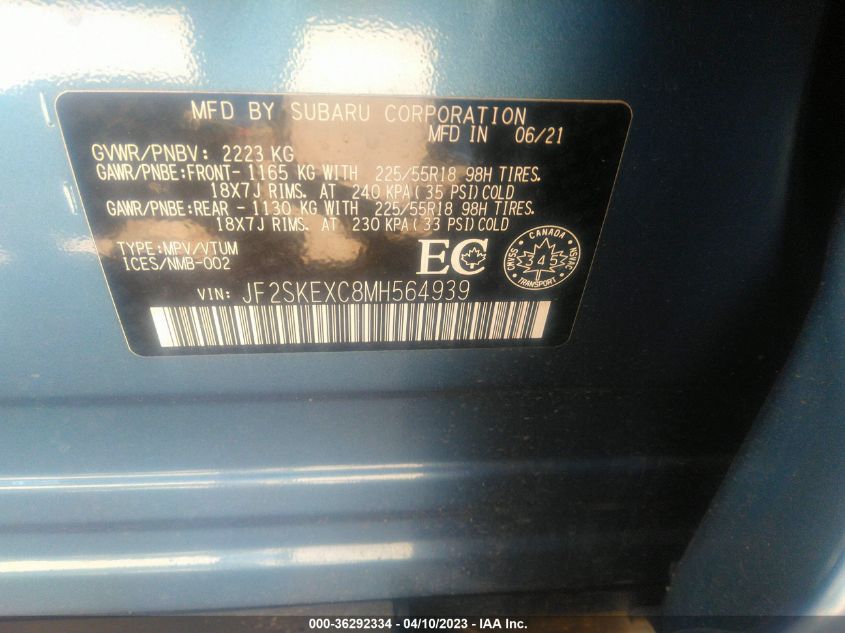 MFD BY SUBARU CORPORATION
MFD IN 06/21
GVWR/PNBV: 2223 KG
GAWR/PNBE:FRONT- 1165 KG WITH 225/55R18 98H TIRES.
18X7J RIMS. AT 240 KPA(35 PSI)COLD
GAWR/PNBE:REAR - 1130 KG WITH 225/55R18 98H TIRES.
18X7J RIMS. AT 230 KPA(33 PSI)COLD
TYPE:MPV/VTUM
ICES/NMB-002
EC
CANADA
SVMCC
345
NSVAC
TRANSPORT
VIN: JF2SKEXC8MH564939
000-36292334 - 04/10/2023 - IAA Inc.